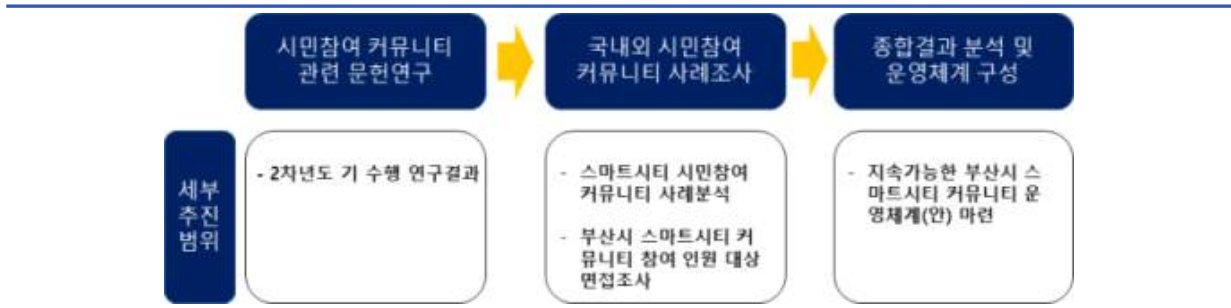 시민참여 커뮤니티
관련 문헌연구
국내외 시민참여
커뮤니티 사례조사
종합결과 분석 및
운영체계 구성
세부
추진
범위
- 2차년도 기 수행 연구결과
- 스마트시티 시민참여
커뮤니티 사례분석
- 부산시 스마트시티 커
뮤니티 참여 인원 대상
면접조사
- 지속가능한 부산시 스
마트시티 커뮤니티 운
영체계(안) 마련